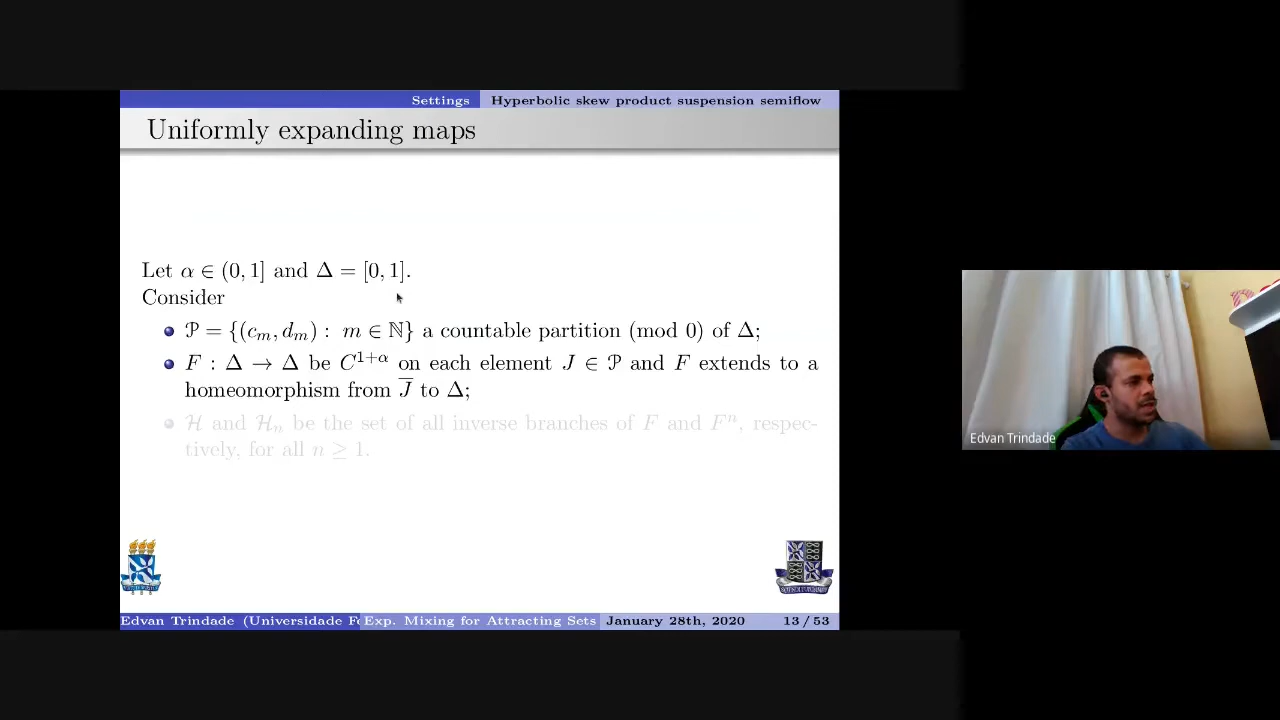 Settings Hyperbolic skew product suspension semiflow
Uniformly expanding maps
Let α ∈ (0, 1] and Δ = [0, 1].
Consider
𝒫 = {(c_m, d_m) : m ∈ ℕ} a countable partition (mod 0) of Δ;
F : Δ → Δ be C^{1+α} on each element J ∈ 𝒫 and F extends to a
homeomorphism from J̅ to Δ;
ℋ and ℋ_n be the set of all inverse branches of F and F^n, respec-
tively, for all n ≥ 1.
Edvan Trindade
Edvan Trindade (Universidade Fe Exp. Mixing for Attracting Sets January 28th, 2020 13 / 53